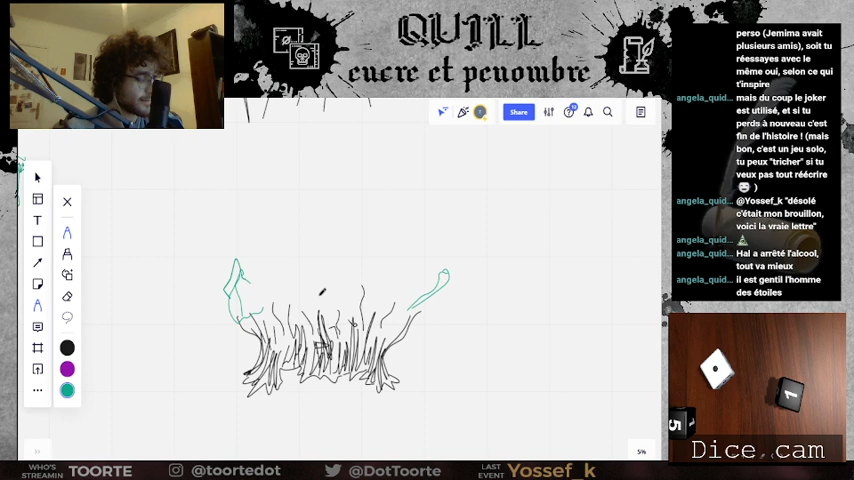 QUILL
encre et penombre
Share
10
T
5%
perso (Jemima avait
plusieurs amis), soit tu
réessayes avec le
même oui, selon ce qui
t'inspire
angela_quid... mais du coup le joker
est utilisé, et si tu
perds à nouveau c'est
fin de l'histoire ! (mais
bon, c'est un jeu solo,
tu peux "tricher" si tu
veux pas tout réécrire
)
angela_quid... @Yossef_k "désolé
c'était mon brouillon,
voici la vraie lettre"
angela_quid...
angela_quid... Hal a arrêté l'alcool,
tout va mieux
angela_quid... il est gentil l'homme
des étoiles
1
5
Dice cam
WHO'S
STREAMIN
TOORTE
@toortedot
@DotToorte
LAST
EVENT
Yossef_k